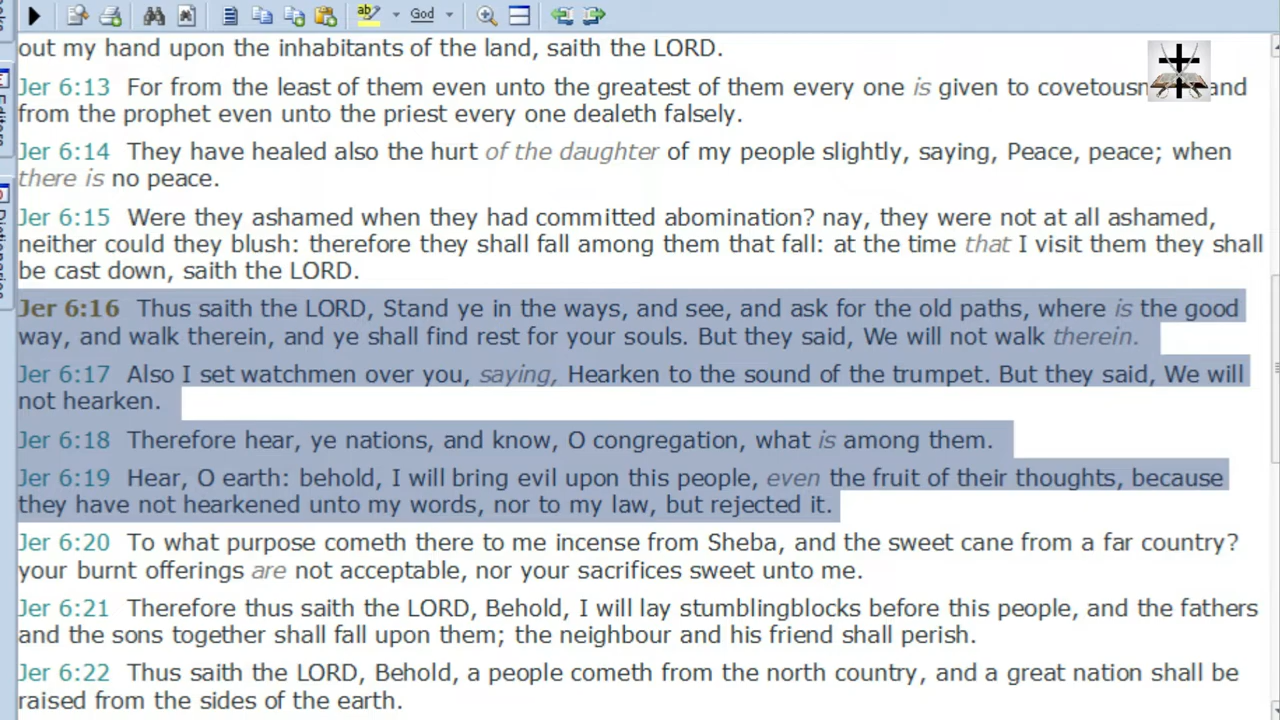 ab God
out my hand upon the inhabitants of the land, saith the LORD.
Jer 6:13 For from the least of them even unto the greatest of them every one is given to and
from the prophet even unto the priest every one dealeth falsely.
Jer 6:14 They have healed also the hurt of the daughter of my people slightly, saying, Peace, peace; when
there is no peace.
Jer 6:15 Were they ashamed when they had committed abomination? nay, they were not at all ashamed,
neither could they blush: therefore they shall fall among them that fall: at the time that I visit them they shall
be cast down, saith the LORD.
Jer 6:16 Thus saith the LORD, Stand ye in the ways, and see, and ask for the old paths, where is the good
way, and walk therein, and ye shall find rest for your souls. But they said, We will not walk therein.
Jer 6:17 Also I set watchmen over you, saying, Hearken to the sound of the trumpet. But they said, We will
not hearken.
Jer 6:18 Therefore hear, ye nations, and know, O congregation, what is among them.
Jer 6:19 Hear, O earth: behold, I will bring evil upon this people, even the fruit of their thoughts, because
they have not hearkened unto my words, nor to my law, but rejected it.
Jer 6:20 To what purpose cometh there to me incense from Sheba, and the sweet cane from a far country?
your burnt offerings are not acceptable, nor your sacrifices sweet unto me.
Jer 6:21 Therefore thus saith the LORD, Behold, I will lay stumblingblocks before this people, and the fathers
and the sons together shall fall upon them; the neighbour and his friend shall perish.
Jer 6:22 Thus saith the LORD, Behold, a people cometh from the north country, and a great nation shall be
raised from the sides of the earth.
Editors